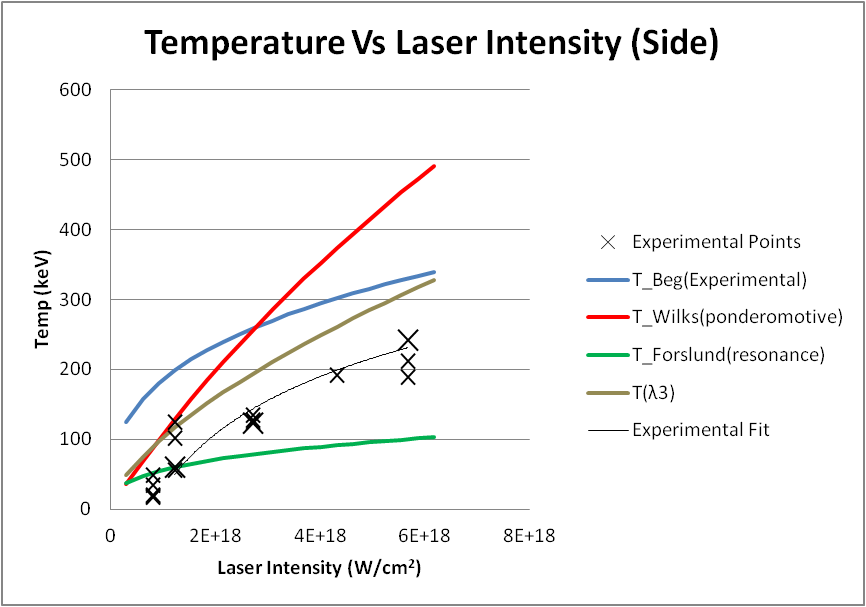 Temperature Vs Laser Intensity (Side)
600
500
400
300
200
100
0
Temp (keV)
0
2E+18
4E+18
6E+18
8E+18
Laser Intensity (W/cm²)
Experimental Points
T_Beg(Experimental)
T_Wilks(ponderomotive)
T_Forslund(resonance)
T(λ3)
Experimental Fit